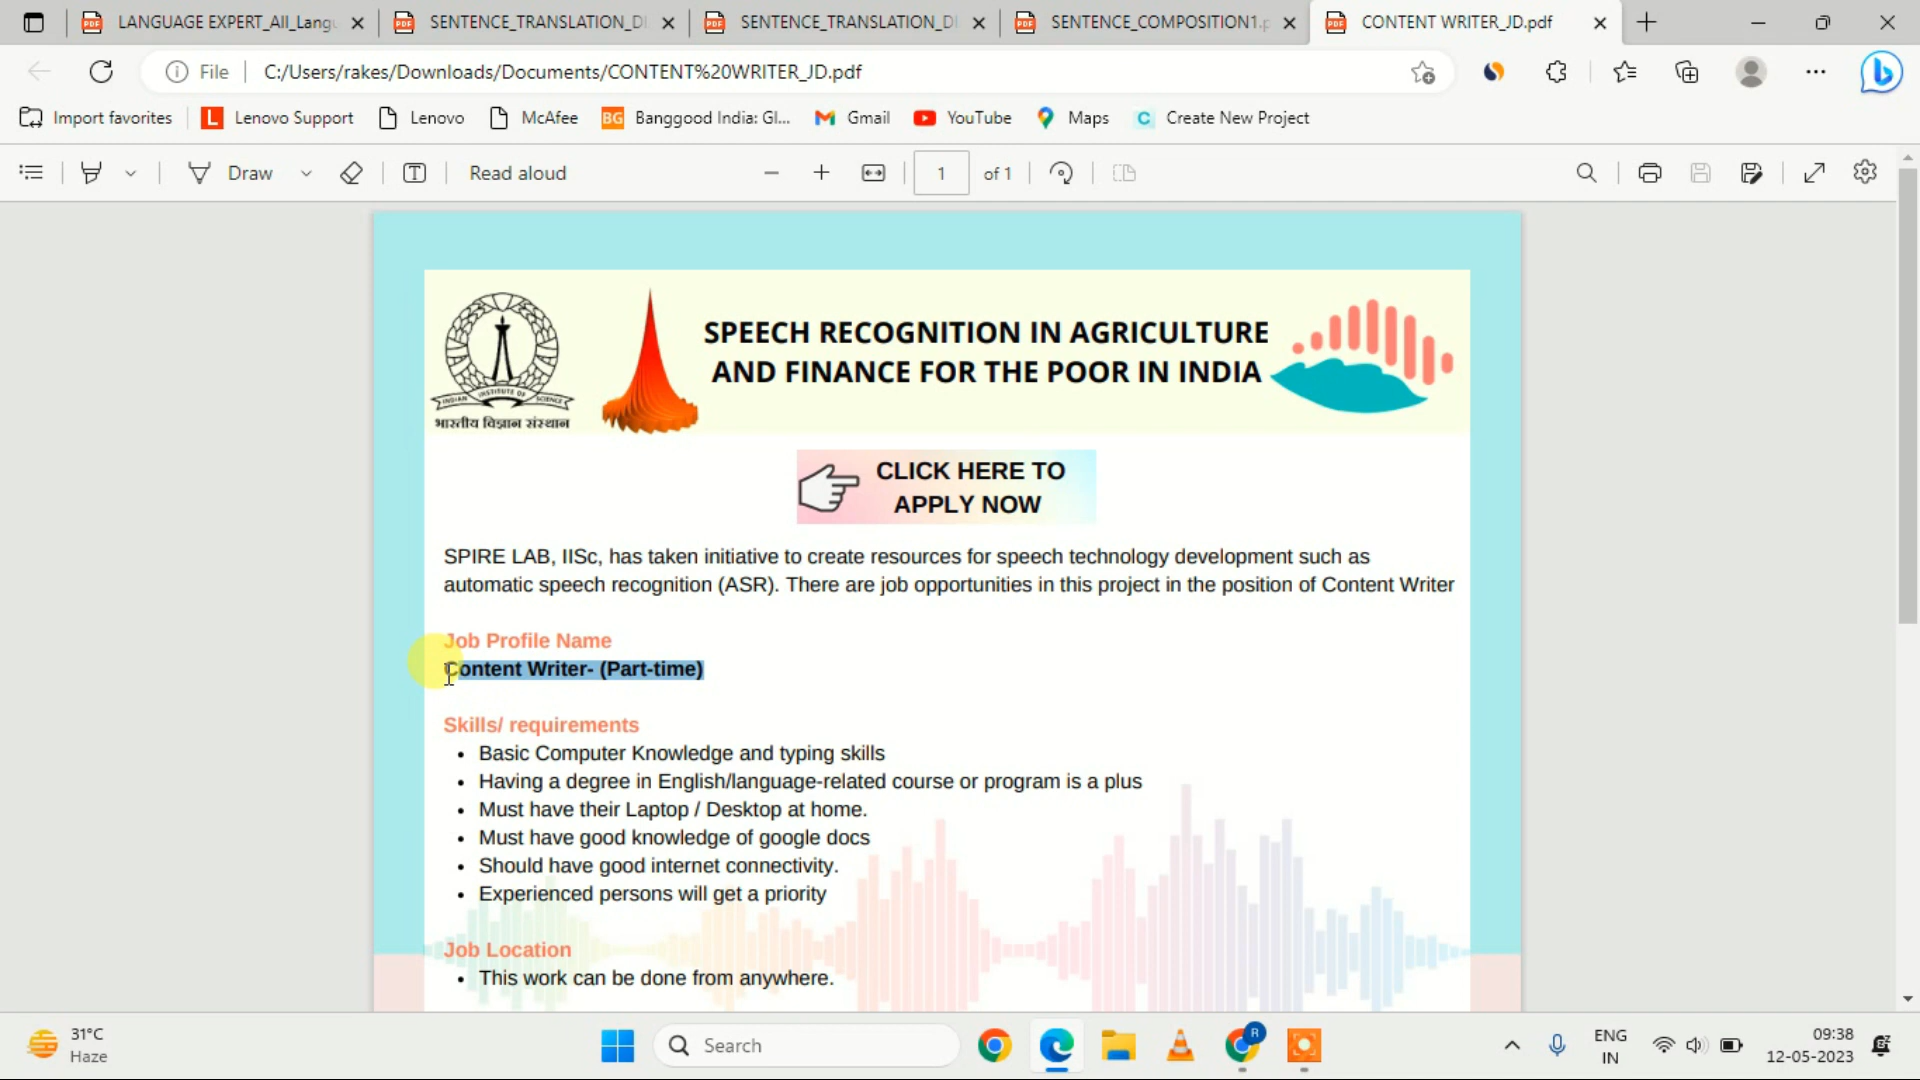 LANGUAGE EXPERT_All_Langu
SENTENCE_TRANSLATION_DI
SENTENCE_TRANSLATION_DI
SENTENCE_COMPOSITION1.p
CONTENT WRITER_JD.pdf
File
C:/Users/rakes/Downloads/Documents/CONTENT%20WRITER_JD.pdf
Import favorites
Lenovo Support
Lenovo
McAfee
BG Banggood India: Gl...
Gmail
YouTube
Maps
C Create New Project
Draw
Read aloud
1 of 1
SPEECH RECOGNITION IN AGRICULTURE
AND FINANCE FOR THE POOR IN INDIA
INDIAN INSTITUTE OF SCIENCE
भारतीय विज्ञान संस्थान
CLICK HERE TO
APPLY NOW
SPIRE LAB, IISc, has taken initiative to create resources for speech technology development such as
automatic speech recognition (ASR). There are job opportunities in this project in the position of Content Writer
Job Profile Name
Content Writer- (Part-time)
Skills/ requirements
• Basic Computer Knowledge and typing skills
• Having a degree in English/language-related course or program is a plus
• Must have their Laptop / Desktop at home.
• Must have good knowledge of google docs
• Should have good internet connectivity.
• Experienced persons will get a priority
Job Location
• This work can be done from anywhere.
31°C
Haze
Search
R
ENG
IN
09:38
12-05-2023